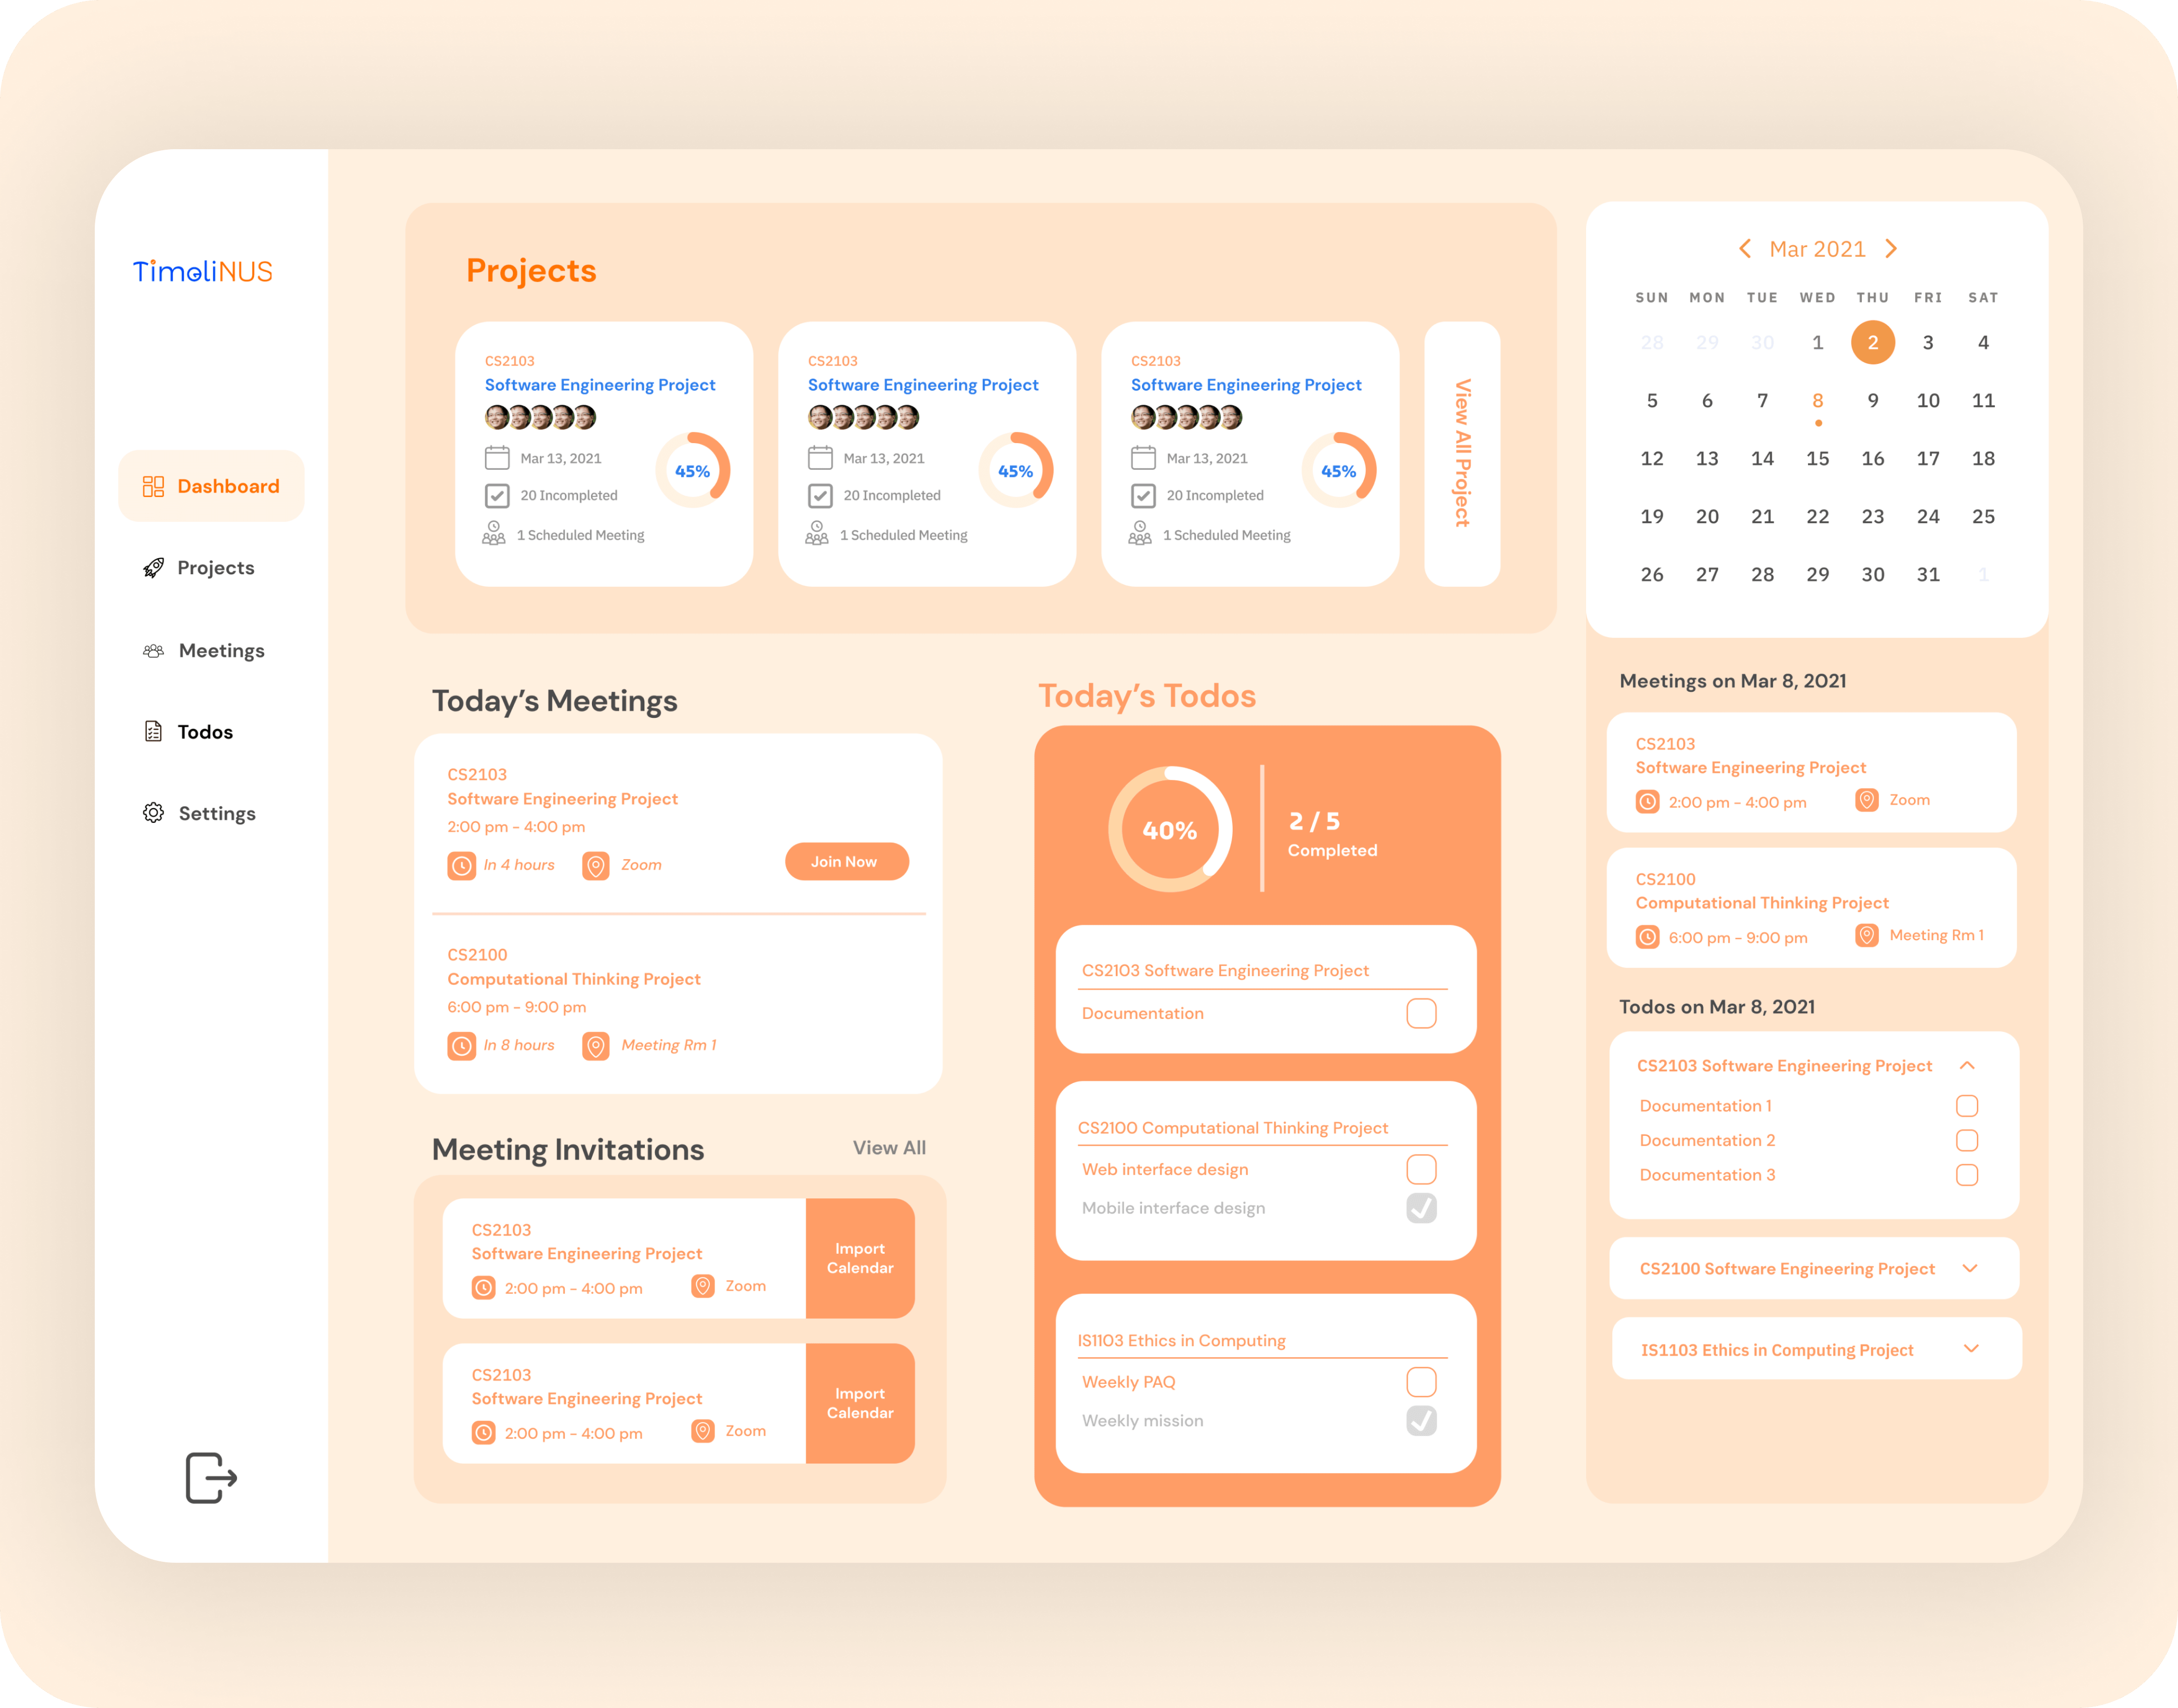 TimeliNUS
Dashboard
Projects
Meetings
Todos
Settings
Projects
CS2103
Software Engineering Project
Mar 13, 2021
20 Incompleted
1 Scheduled Meeting
45%
CS2103
Software Engineering Project
Mar 13, 2021
20 Incompleted
1 Scheduled Meeting
45%
CS2103
Software Engineering Project
Mar 13, 2021
20 Incompleted
1 Scheduled Meeting
45%
View All Project
Today’s Meetings
CS2103
Software Engineering Project
2:00 pm - 4:00 pm
In 4 hours Zoom
Join Now
CS2100
Computational Thinking Project
6:00 pm - 9:00 pm
In 8 hours Meeting Rm 1
Meeting Invitations
View All
CS2103
Software Engineering Project
2:00 pm - 4:00 pm Zoom
Import
Calendar
CS2103
Software Engineering Project
2:00 pm - 4:00 pm Zoom
Import
Calendar
Today’s Todos
40%
2 / 5
Completed
CS2103 Software Engineering Project
Documentation
CS2100 Computational Thinking Project
Web interface design
Mobile interface design
IS1103 Ethics in Computing
Weekly PAQ
Weekly mission
Mar 2021
SUN MON TUE WED THU FRI SAT
28 29 30 1 2 3 4
5 6 7 8 9 10 11
12 13 14 15 16 17 18
19 20 21 22 23 24 25
26 27 28 29 30 31 1
Meetings on Mar 8, 2021
CS2103
Software Engineering Project
2:00 pm - 4:00 pm Zoom
CS2100
Computational Thinking Project
6:00 pm - 9:00 pm Meeting Rm 1
Todos on Mar 8, 2021
CS2103 Software Engineering Project
Documentation 1
Documentation 2
Documentation 3
CS2100 Software Engineering Project
IS1103 Ethics in Computing Project